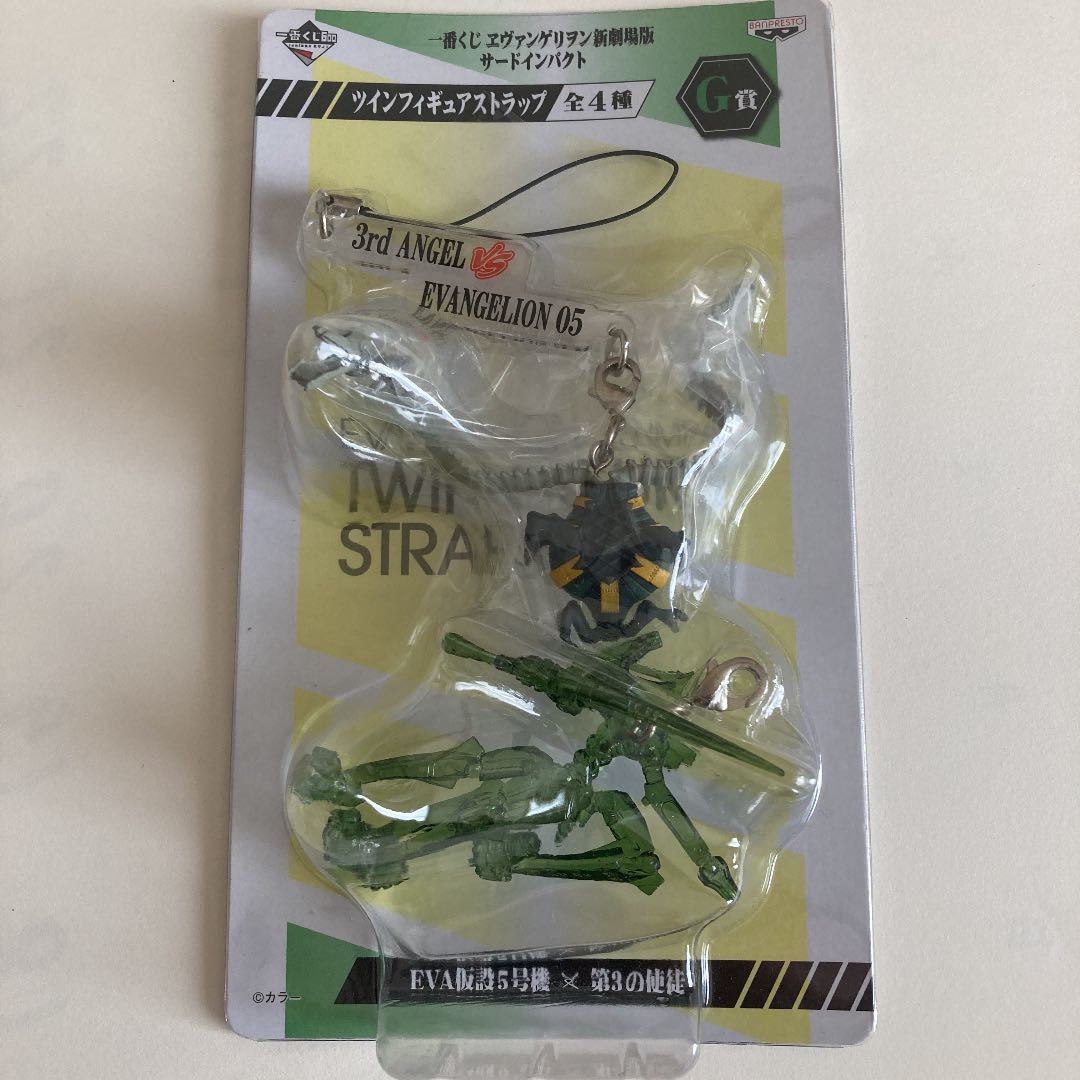 一番くじ
BANPRESTO
一番くじ ヱヴァンゲリヲン新劇場版
サードインパクト
ツインフィギュアストラップ
全4種
G賞
3rd ANGEL VS
EVANGELION 05
EVA仮設5号機 × 第3の使徒
©カラー